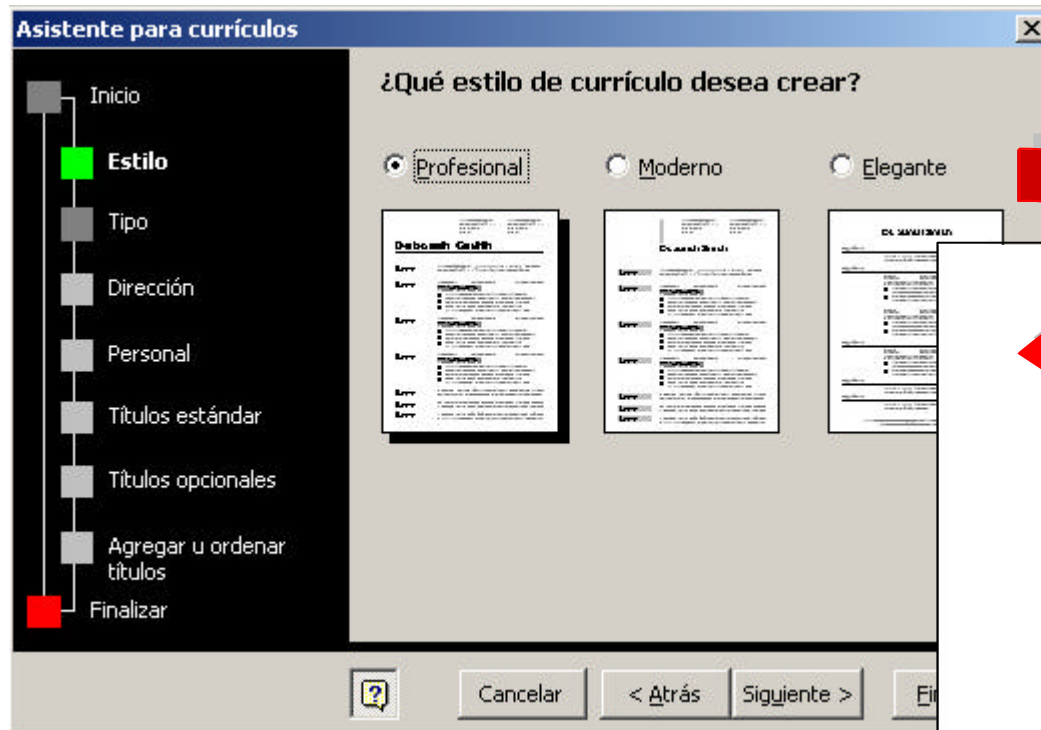 Asistente para currículos
¿Qué estilo de currículo desea crear?
Inicio
Estilo
Tipo
Dirección
Personal
Títulos estándar
Títulos opcionales
Agregar u ordenar
títulos
Finalizar
Profesional
Moderno
Elegante
Cancelar
< Atrás
Siguiente >